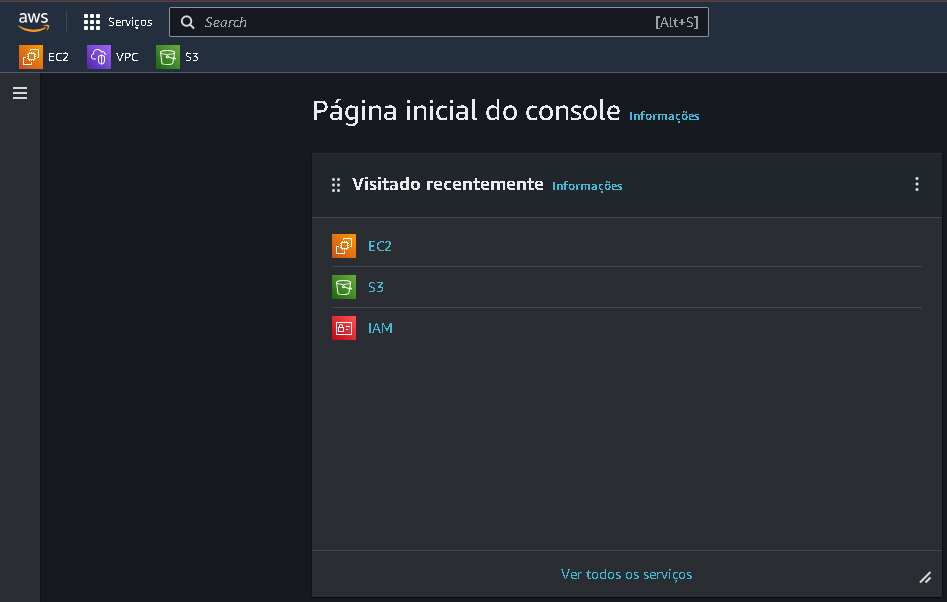 aws Serviços Search [Alt+S]
EC2 VPC S3
Página inicial do console Informações
Visitado recentemente Informações
EC2
S3
IAM
Ver todos os serviços